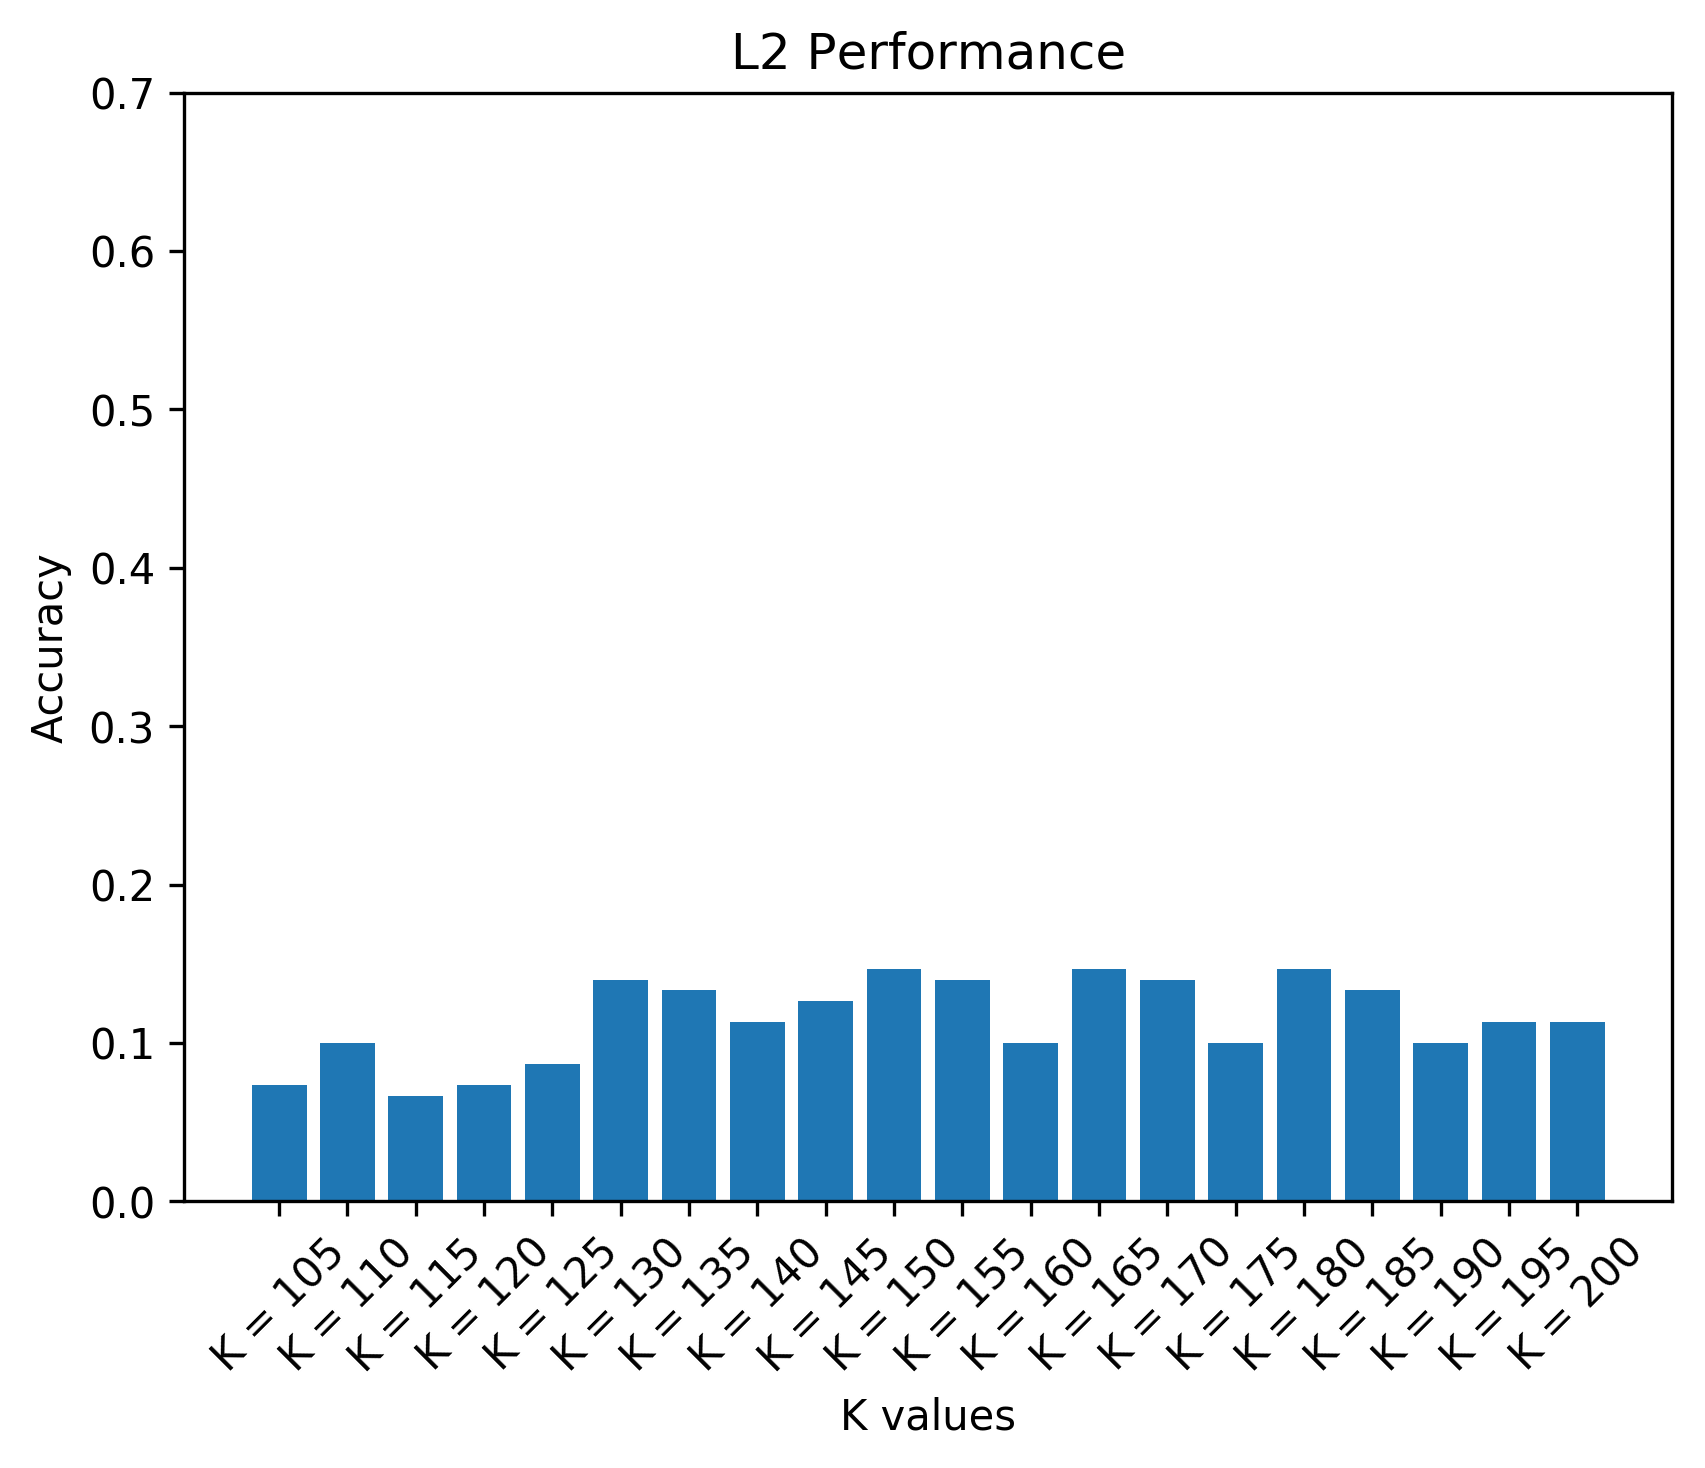 L2 Performance
0.7
0.6
0.5
0.4
0.3
0.2
0.1
0.0
Accuracy
K = 105
K = 110
K = 115
K = 120
K = 125
K = 130
K = 135
K = 140
K = 145
K = 150
K = 155
K = 160
K = 165
K = 170
K = 175
K = 180
K = 185
K = 190
K = 195
K = 200
K values